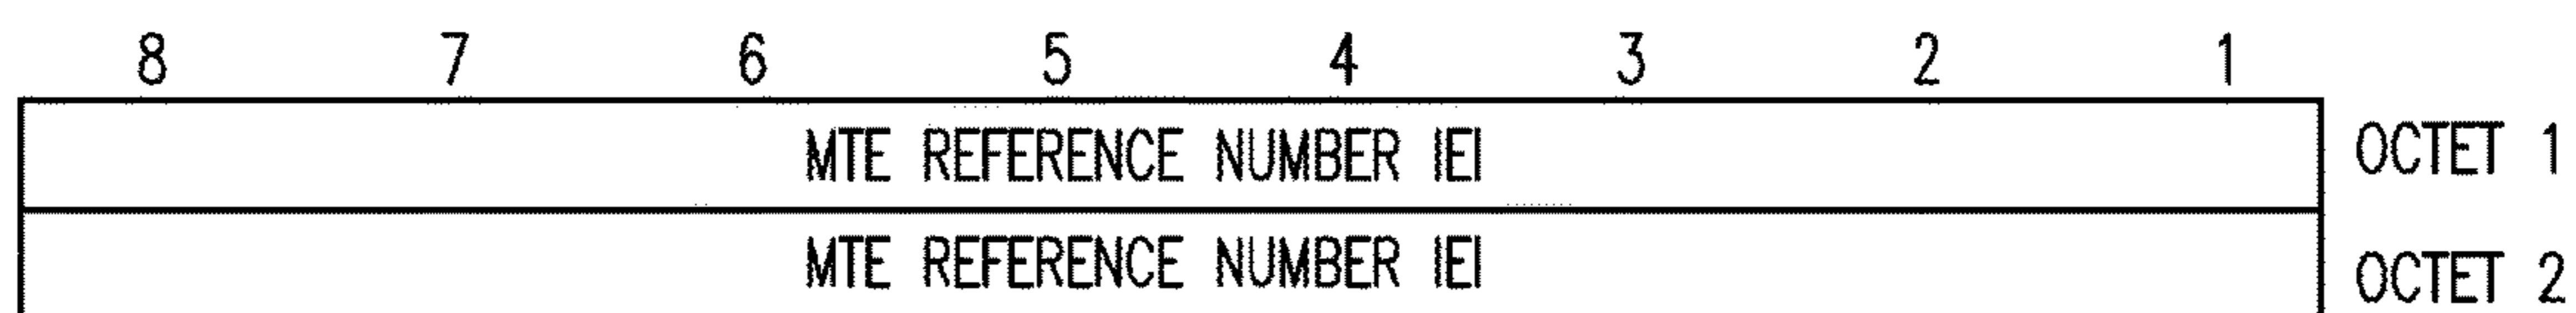 8 7 6 5 4 3 2 1
MTE REFERENCE NUMBER IEI OCTET 1
MTE REFERENCE NUMBER IEI OCTET 2